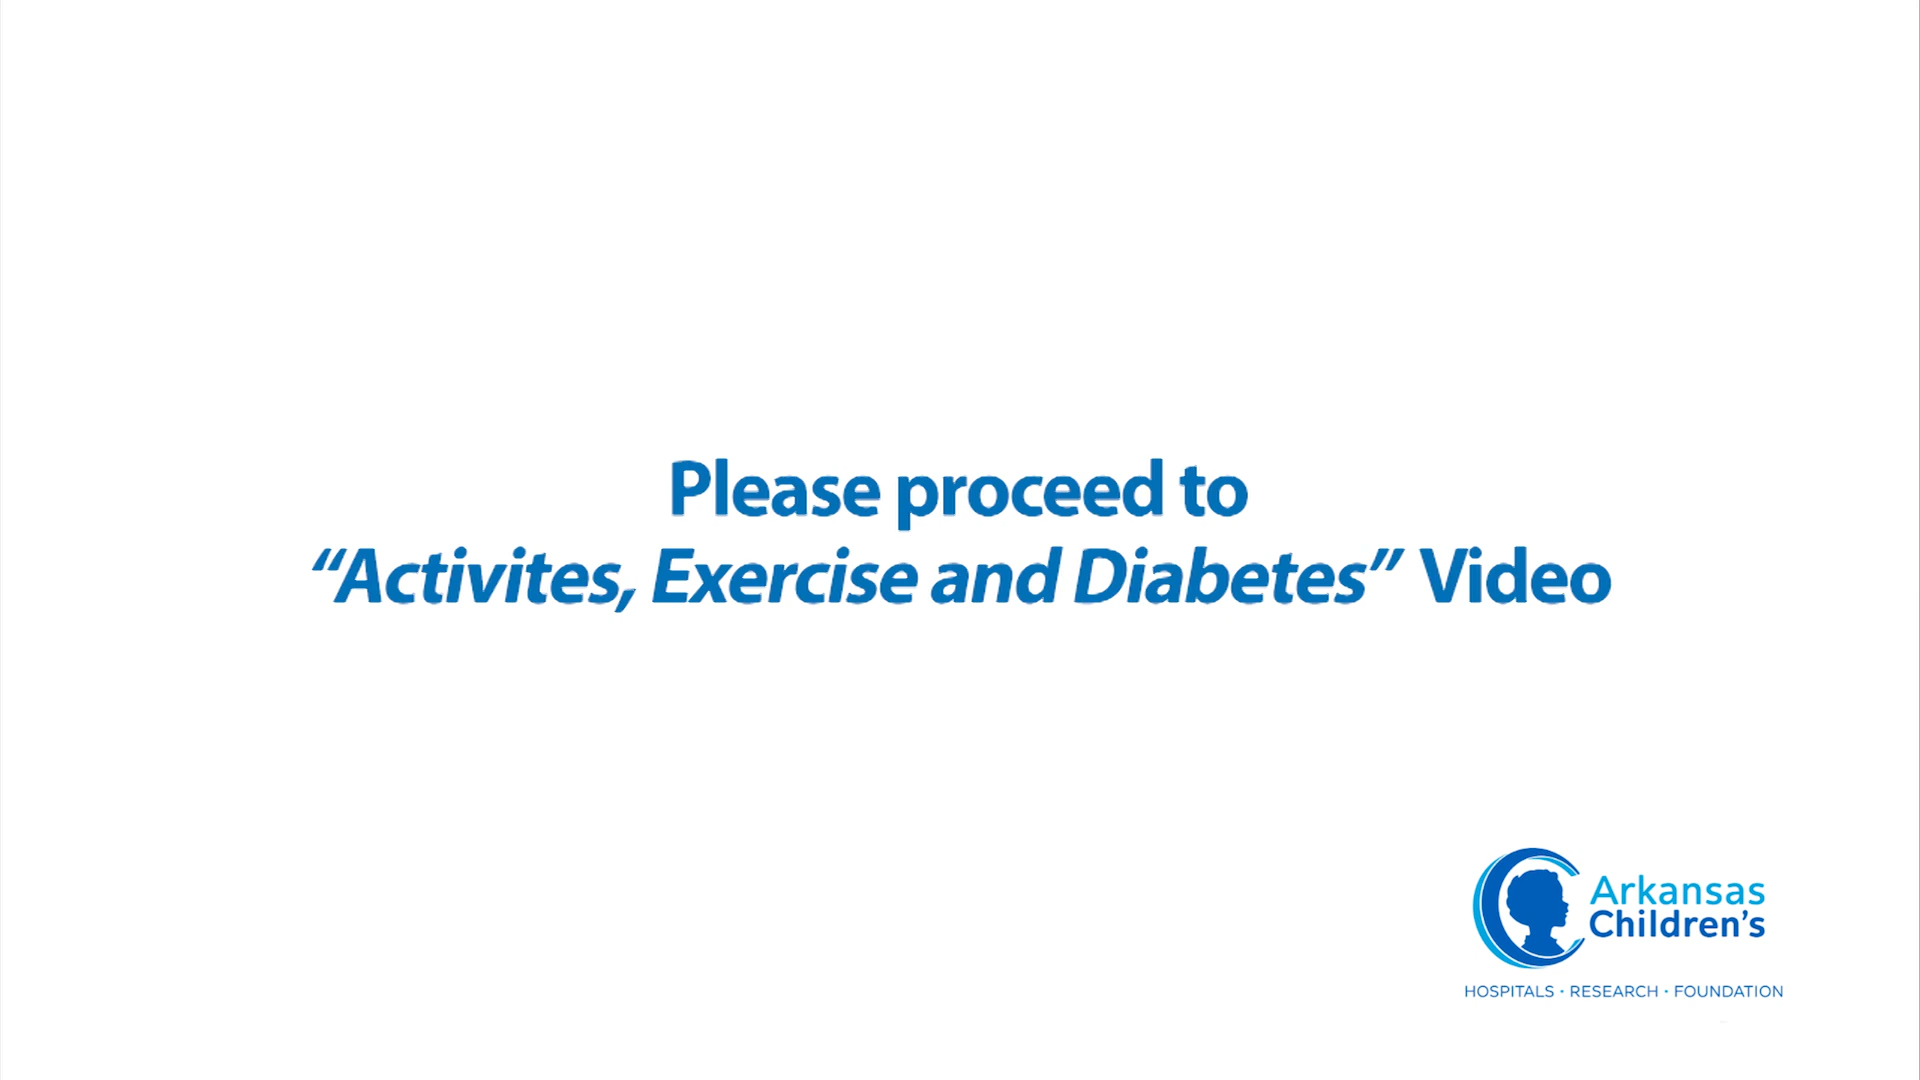 Please proceed to
“Activites, Exercise and Diabetes” Video
Arkansas
Children’s
HOSPITALS • RESEARCH • FOUNDATION